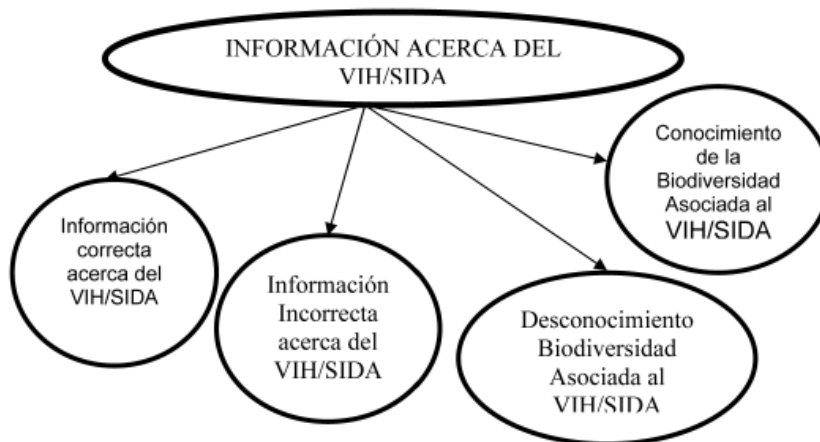 INFORMACIÓN ACERCA DEL
VIH/SIDA
Conocimiento
de la
Biodiversidad
Asociada al
VIH/SIDA
Información
correcta
acerca del
VIH/SIDA
Información
Incorrecta
acerca del
VIH/SIDA
Desconocimiento
Biodiversidad
Asociada al
VIH/SIDA